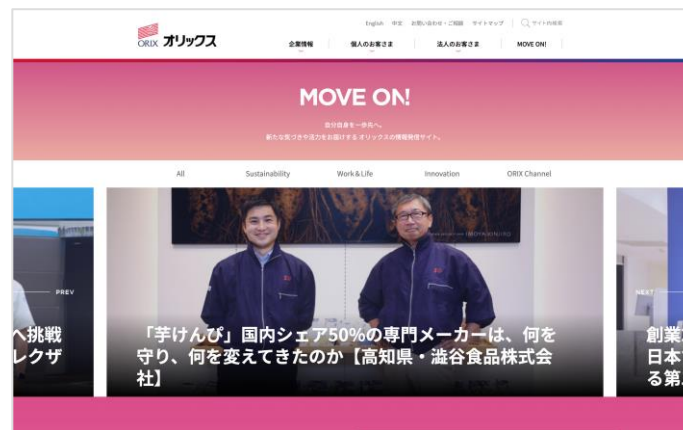 English 中文 お問い合わせ・ご相談 サイトマップ サイト内検索
ORIX オリックス
企業情報 個人のお客さま 法人のお客さま MOVE ON!
MOVE ON!
自分自身を一歩先へ。
新たな気づきや活力をお届けする オリックスの情報発信サイト。
All Sustainability Work＆Life Innovation ORIX Channel
PREV
へ挑戦
レクザ
「芋けんぴ」国内シェア50%の専門メーカーは、何を
守り、何を変えてきたのか【高知県・澁谷食品株式会
社】
NEXT
創業
日本
る第